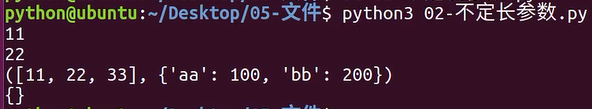 python@ubuntu:~/Desktop/05-文件$ python3 02-不定长参数.py
11
22
([11, 22, 33], {'aa': 100, 'bb': 200})
{}